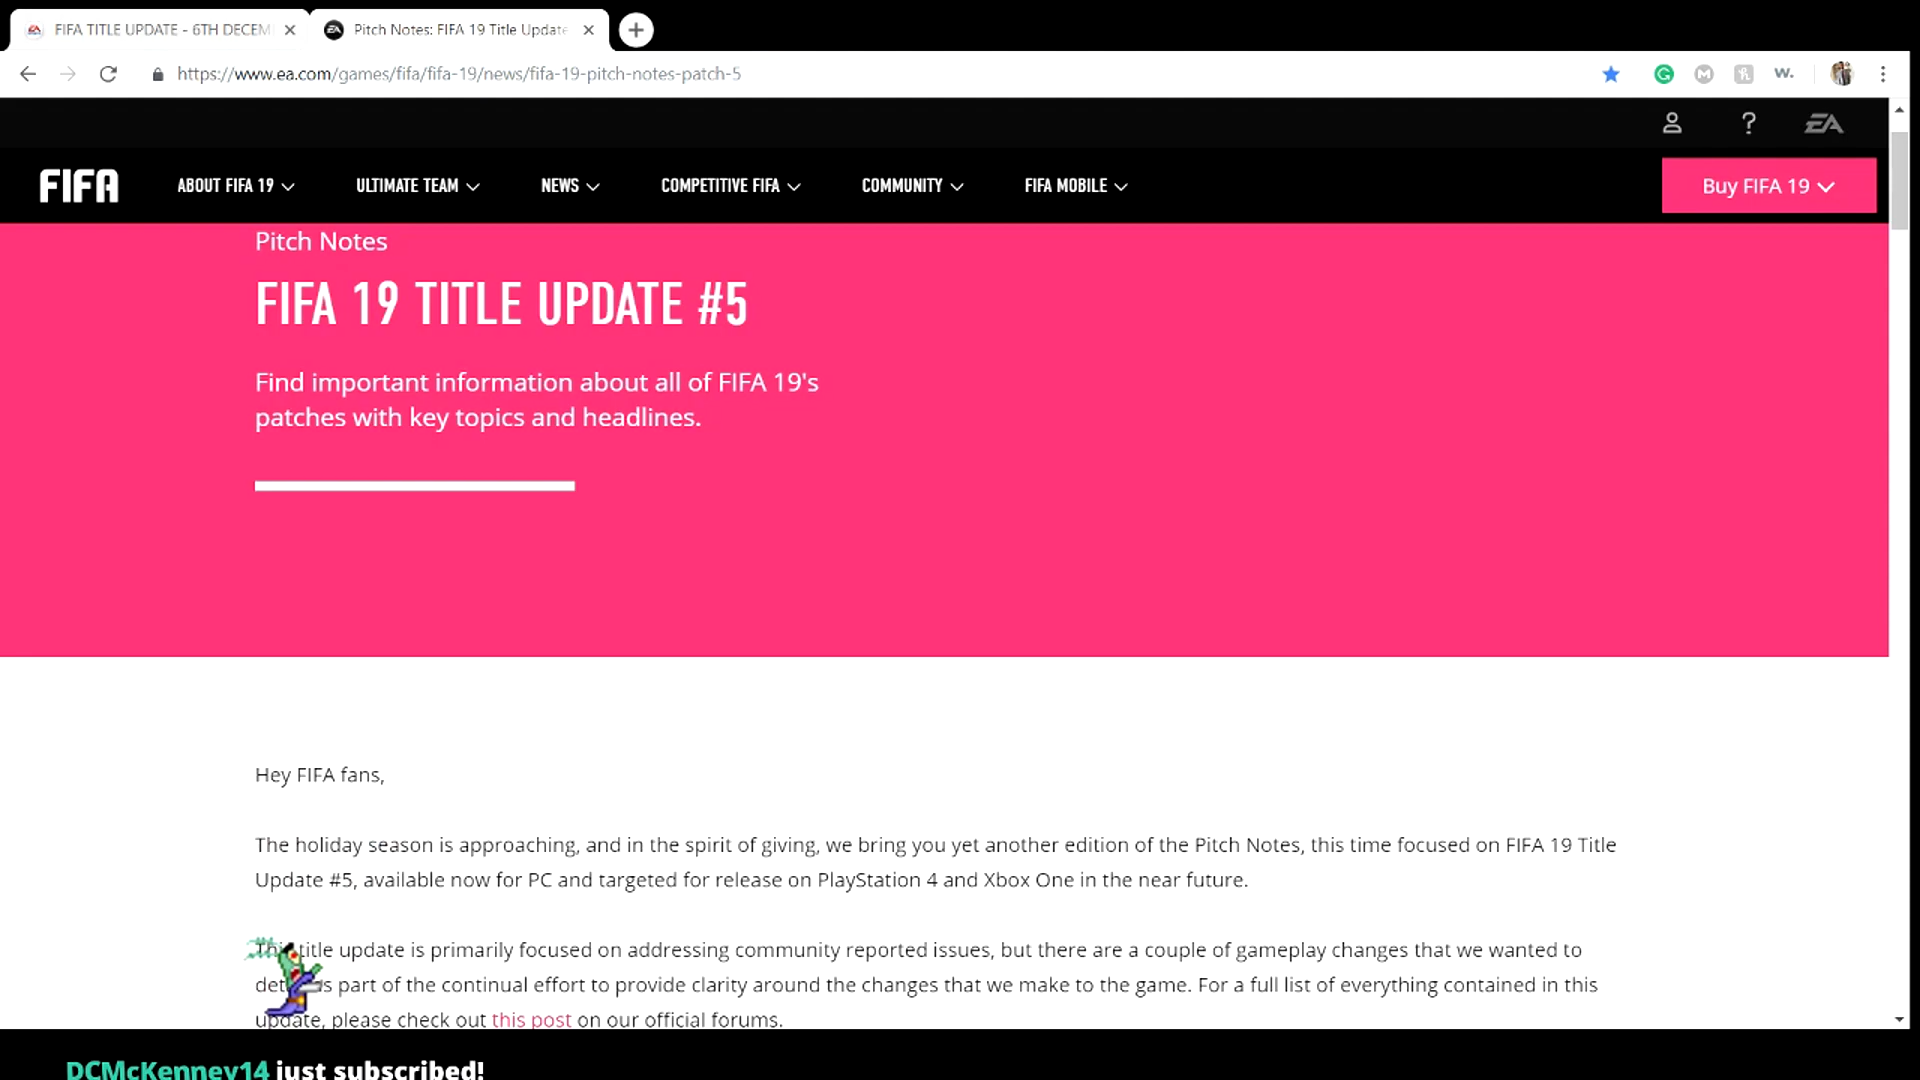 FIFA TITLE UPDATE - 6TH DECEM
Pitch Notes: FIFA 19 Title Update
https://www.ea.com/games/fifa/fifa-19/news/fifa-19-pitch-notes-patch-5
w.
?
EA
FIFA
ABOUT FIFA 19
ULTIMATE TEAM
NEWS
COMPETITIVE FIFA
COMMUNITY
FIFA MOBILE
Buy FIFA 19
Pitch Notes
FIFA 19 TITLE UPDATE #5
Find important information about all of FIFA 19's
patches with key topics and headlines.
Hey FIFA fans,
The holiday season is approaching, and in the spirit of giving, we bring you yet another edition of the Pitch Notes, this time focused on FIFA 19 Title
Update #5, available now for PC and targeted for release on PlayStation 4 and Xbox One in the near future.
This title update is primarily focused on addressing community reported issues, but there are a couple of gameplay changes that we wanted to
part of the continual effort to provide clarity around the changes that we make to the game. For a full list of everything contained in this
update, please check out this post on our official forums.
DCMcKenney14 just subscribed!